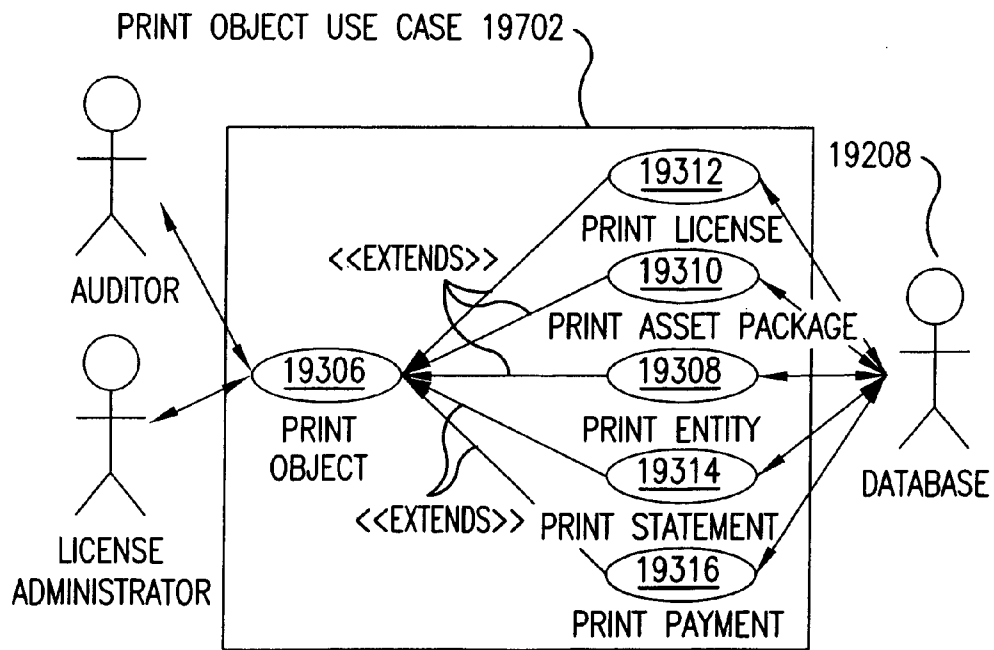 PRINT OBJECT USE CASE 19702
19208
19312
PRINT LICENSE
<<EXTENDS>>
19310
AUDITOR
PRINT ASSET PACKAGE
19306
19308
PRINT
OBJECT
PRINT ENTITY
19314
DATABASE
<<EXTENDS>>
PRINT STATEMENT
LICENSE
ADMINISTRATOR
19316
PRINT PAYMENT